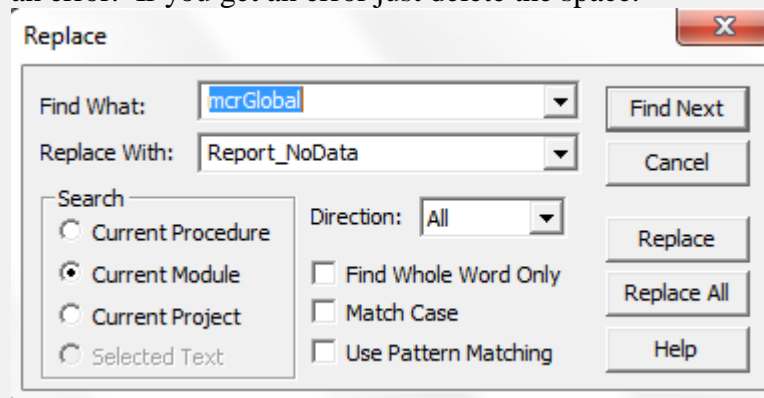 an error. If you get an error just delete the space.
Replace
Find What:
mcrGlobal
Find Next
Replace With:
Report_NoData
Cancel
Search
Current Procedure
Current Module
Current Project
Selected Text
Direction:
All
Find Whole Word Only
Match Case
Use Pattern Matching
Replace
Replace All
Help